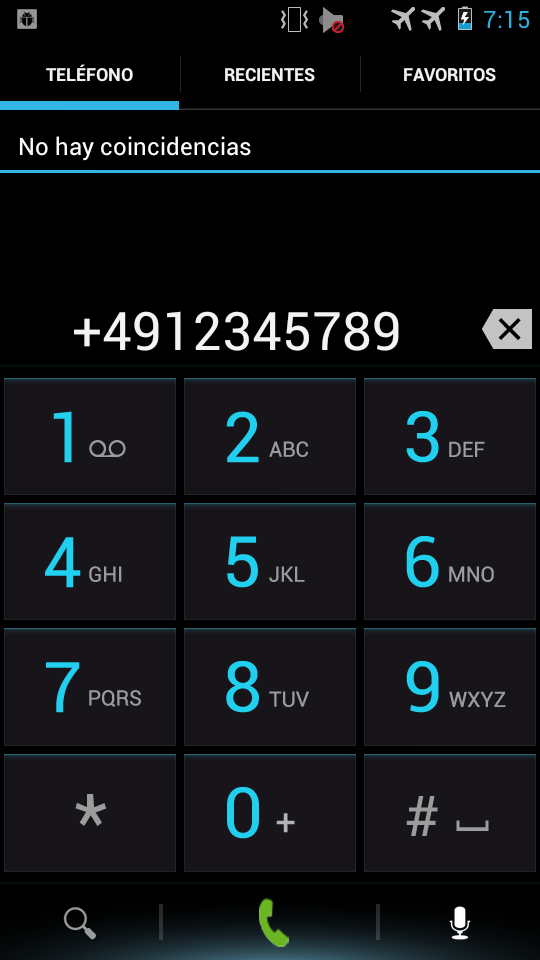 7:15
TELÉFONO RECIENTES FAVORITOS
No hay coincidencias
+4912345789
1 2 ABC 3 DEF
4 GHI 5 JKL 6 MNO
7 PQRS 8 TUV 9 WXYZ
* 0 + #